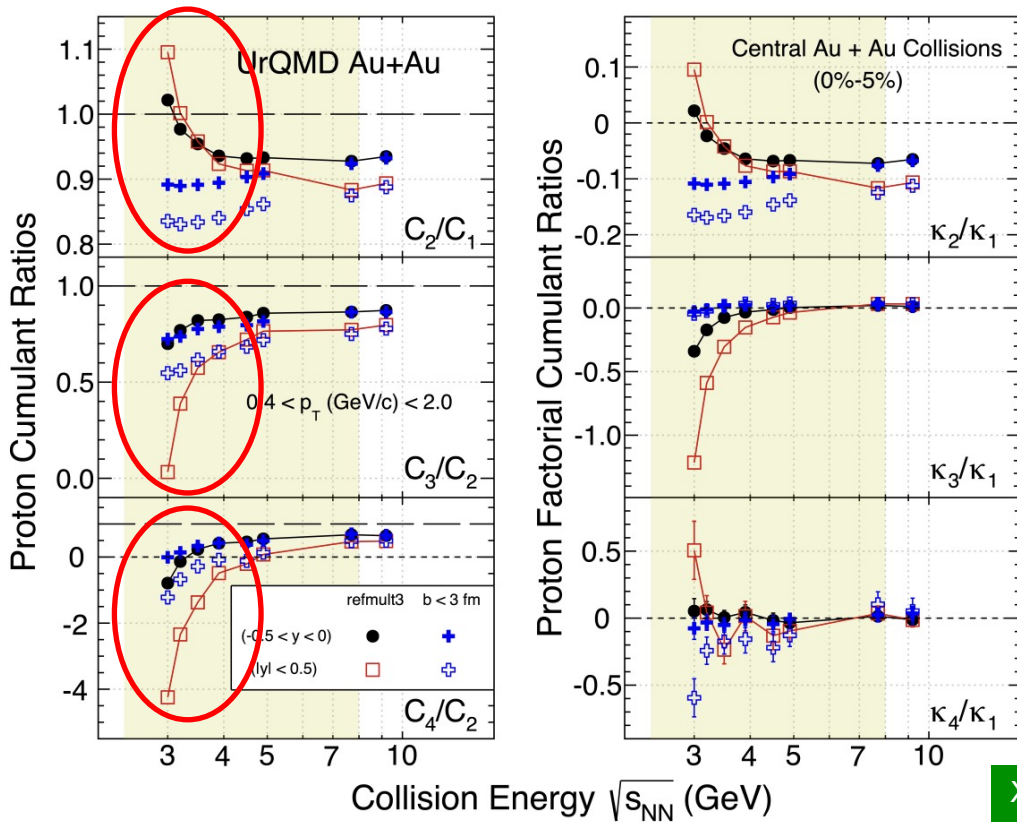 Proton Cumulant Ratios
1.1
1.0
0.9
0.8
UrQMD Au+Au
C₂/C₁
1.0
0.5
0.0
0.4 < p_T (GeV/c) < 2.0
C₃/C₂
0
-2
-4
refmult3 b < 3 fm
(-0.5 < y < 0)
(|y| < 0.5)
C₄/C₂
3 4 5 7 10
Proton Factorial Cumulant Ratios
0.1
0
-0.1
-0.2
Central Au + Au Collisions
(0%-5%)
κ₂/κ₁
0.0
-0.5
-1.0
κ₃/κ₁
0.5
0
-0.5
κ₄/κ₁
3 4 5 7 10
Collision Energy √s_NN (GeV)
X